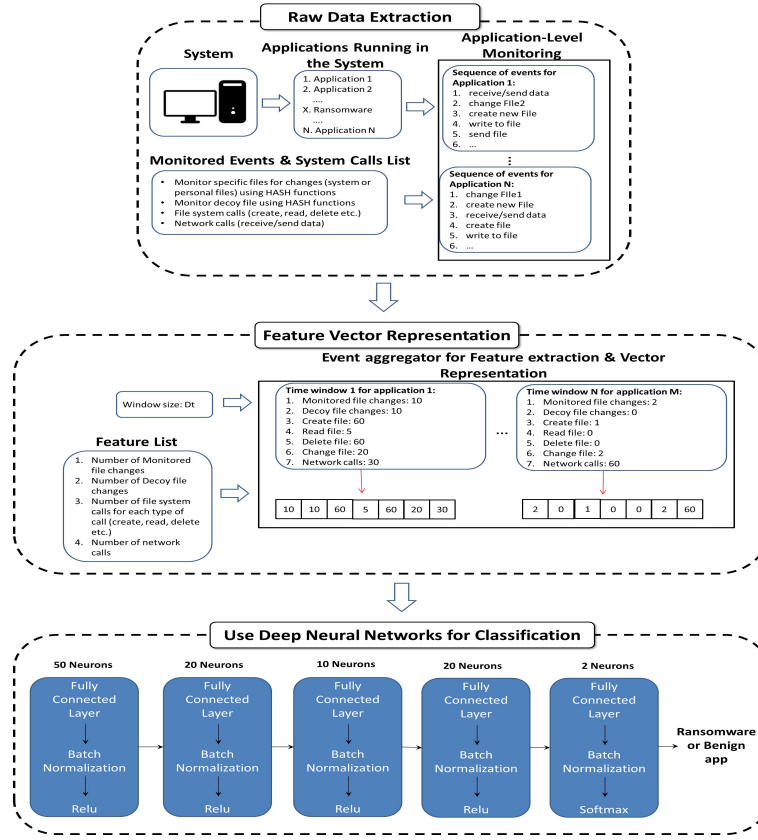 Raw Data Extraction
System
Applications Running in
the System
Application-Level
Monitoring
1. Application 1
2. Application 2
....
X. Ransomware
....
N. Application N
Sequence of events for
Application 1:
1. receive/send data
2. change FIle2
3. create new File
4. write to file
5. send file
6. ...
Monitored Events & System Calls List
• Monitor specific files for changes (system or
personal files) using HASH functions
• Monitor decoy file using HASH functions
• File system calls (create, read, delete etc.)
• Network calls (receive/send data)
Sequence of events for
Application N:
1. change FIle1
2. create new File
3. receive/send data
4. create file
5. write to file
6. ...
Feature Vector Representation
Event aggregator for Feature extraction & Vector
Representation
Window size: Dt
Time window 1 for application 1:
1. Monitored file changes: 10
2. Decoy file changes: 10
3. Create file: 60
4. Read file: 5
5. Delete file: 60
6. Change file: 20
7. Network calls: 30
...
Time window N for application M:
1. Monitored file changes: 2
2. Decoy file changes: 0
3. Create file: 1
4. Read file: 0
5. Delete file: 0
6. Change file: 2
7. Network calls: 60
Feature List
1. Number of Monitored
file changes
2. Number of Decoy file
changes
3. Number of file system
calls for each type of
call (create, read, delete
etc.)
4. Number of network
calls
10 10 60 5 60 20 30
2 0 1 0 0 2 60
Use Deep Neural Networks for Classification
50 Neurons
20 Neurons
10 Neurons
20 Neurons
2 Neurons
Fully
Connected
Layer
Batch
Normalization
Relu
Fully
Connected
Layer
Batch
Normalization
Relu
Fully
Connected
Layer
Batch
Normalization
Relu
Fully
Connected
Layer
Batch
Normalization
Relu
Fully
Connected
Layer
Batch
Normalization
Softmax
Ransomware
or Benign
app